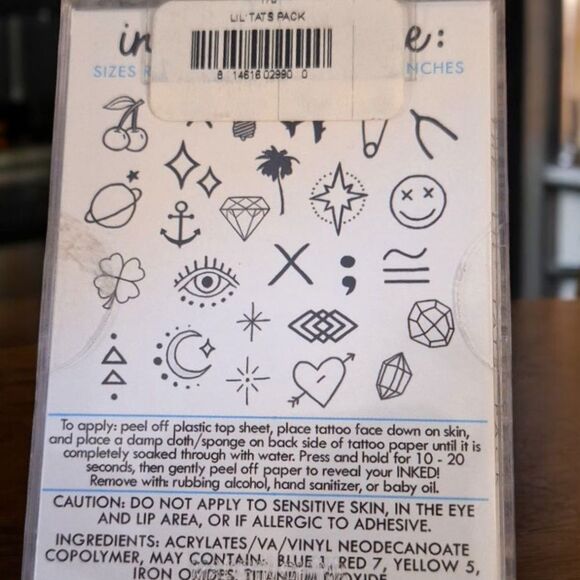 LIL' TATS PACK
8 14616 02990 0
in e:
SIZES NCHES
To apply: peel off plastic top sheet, place tattoo face down on skin,
and place a damp cloth/sponge on back side of tattoo paper until it is
completely soaked through with water. Press and hold for 10 - 20
seconds, then gently peel off paper to reveal your INKED!
Remove with: rubbing alcohol, hand sanitizer, or baby oil.
CAUTION: DO NOT APPLY TO SENSITIVE SKIN, IN THE EYE
AND LIP AREA, OR IF ALLERGIC TO ADHESIVE.
INGREDIENTS: ACRYLATES/VA/VINYL NEODECANOATE
COPOLYMER, MAY CONTAIN: BLUE 1, RED 7, YELLOW 5,
IRON OXIDES, TITANIUM DIOXIDE